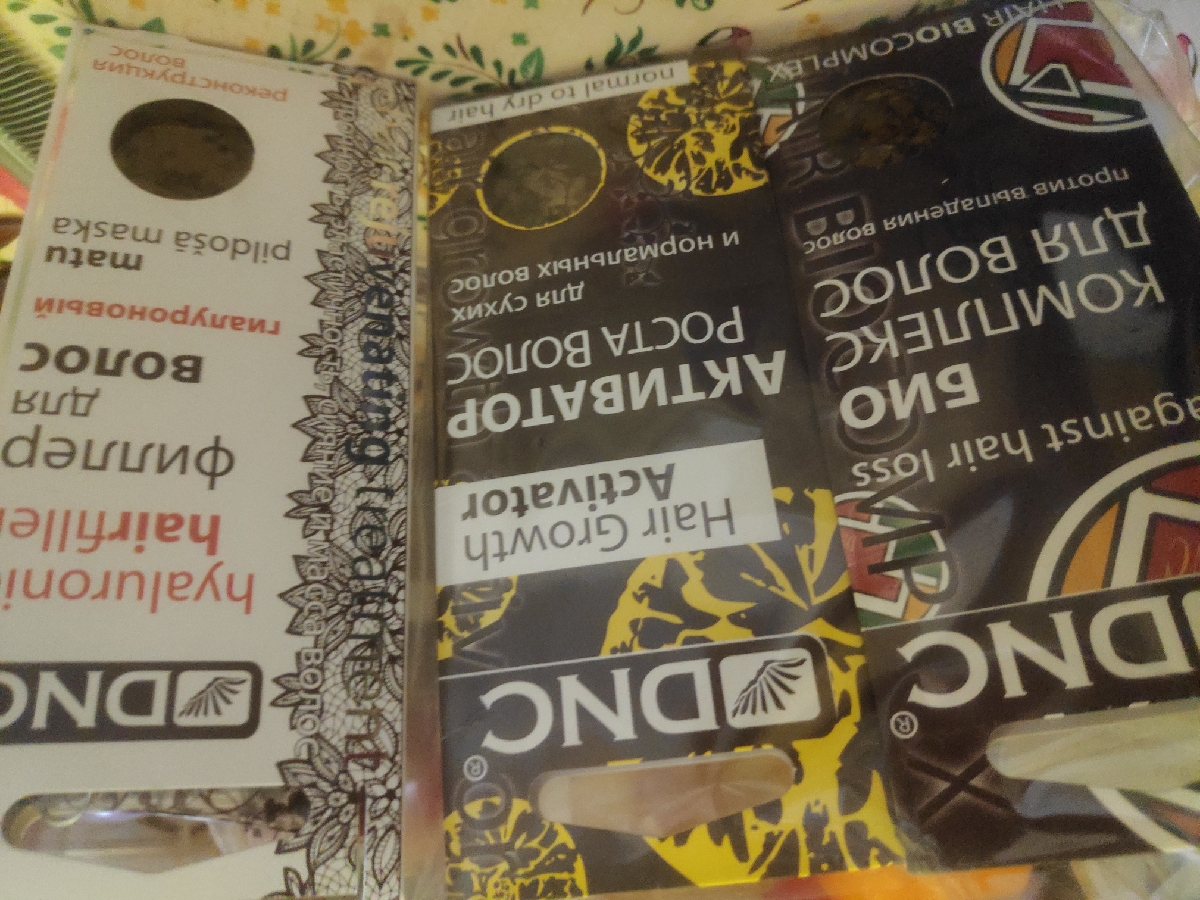 HAIR BIOCOMPLEX
DNC
®
against hair loss
БИО
КОМПЛЕКС
ДЛЯ ВОЛОС
против выпадения волос
DNC
®
Hair Growth
Activator
АКТИВАТОР
РОСТА ВОЛОС
для сухих
и нормальных волос
normal to dry hair
DNC
hyaluronic
hairfiller
филлер
для
волос
гиалуроновый
matu
pildošā maska
реконструкция
волос
treatment